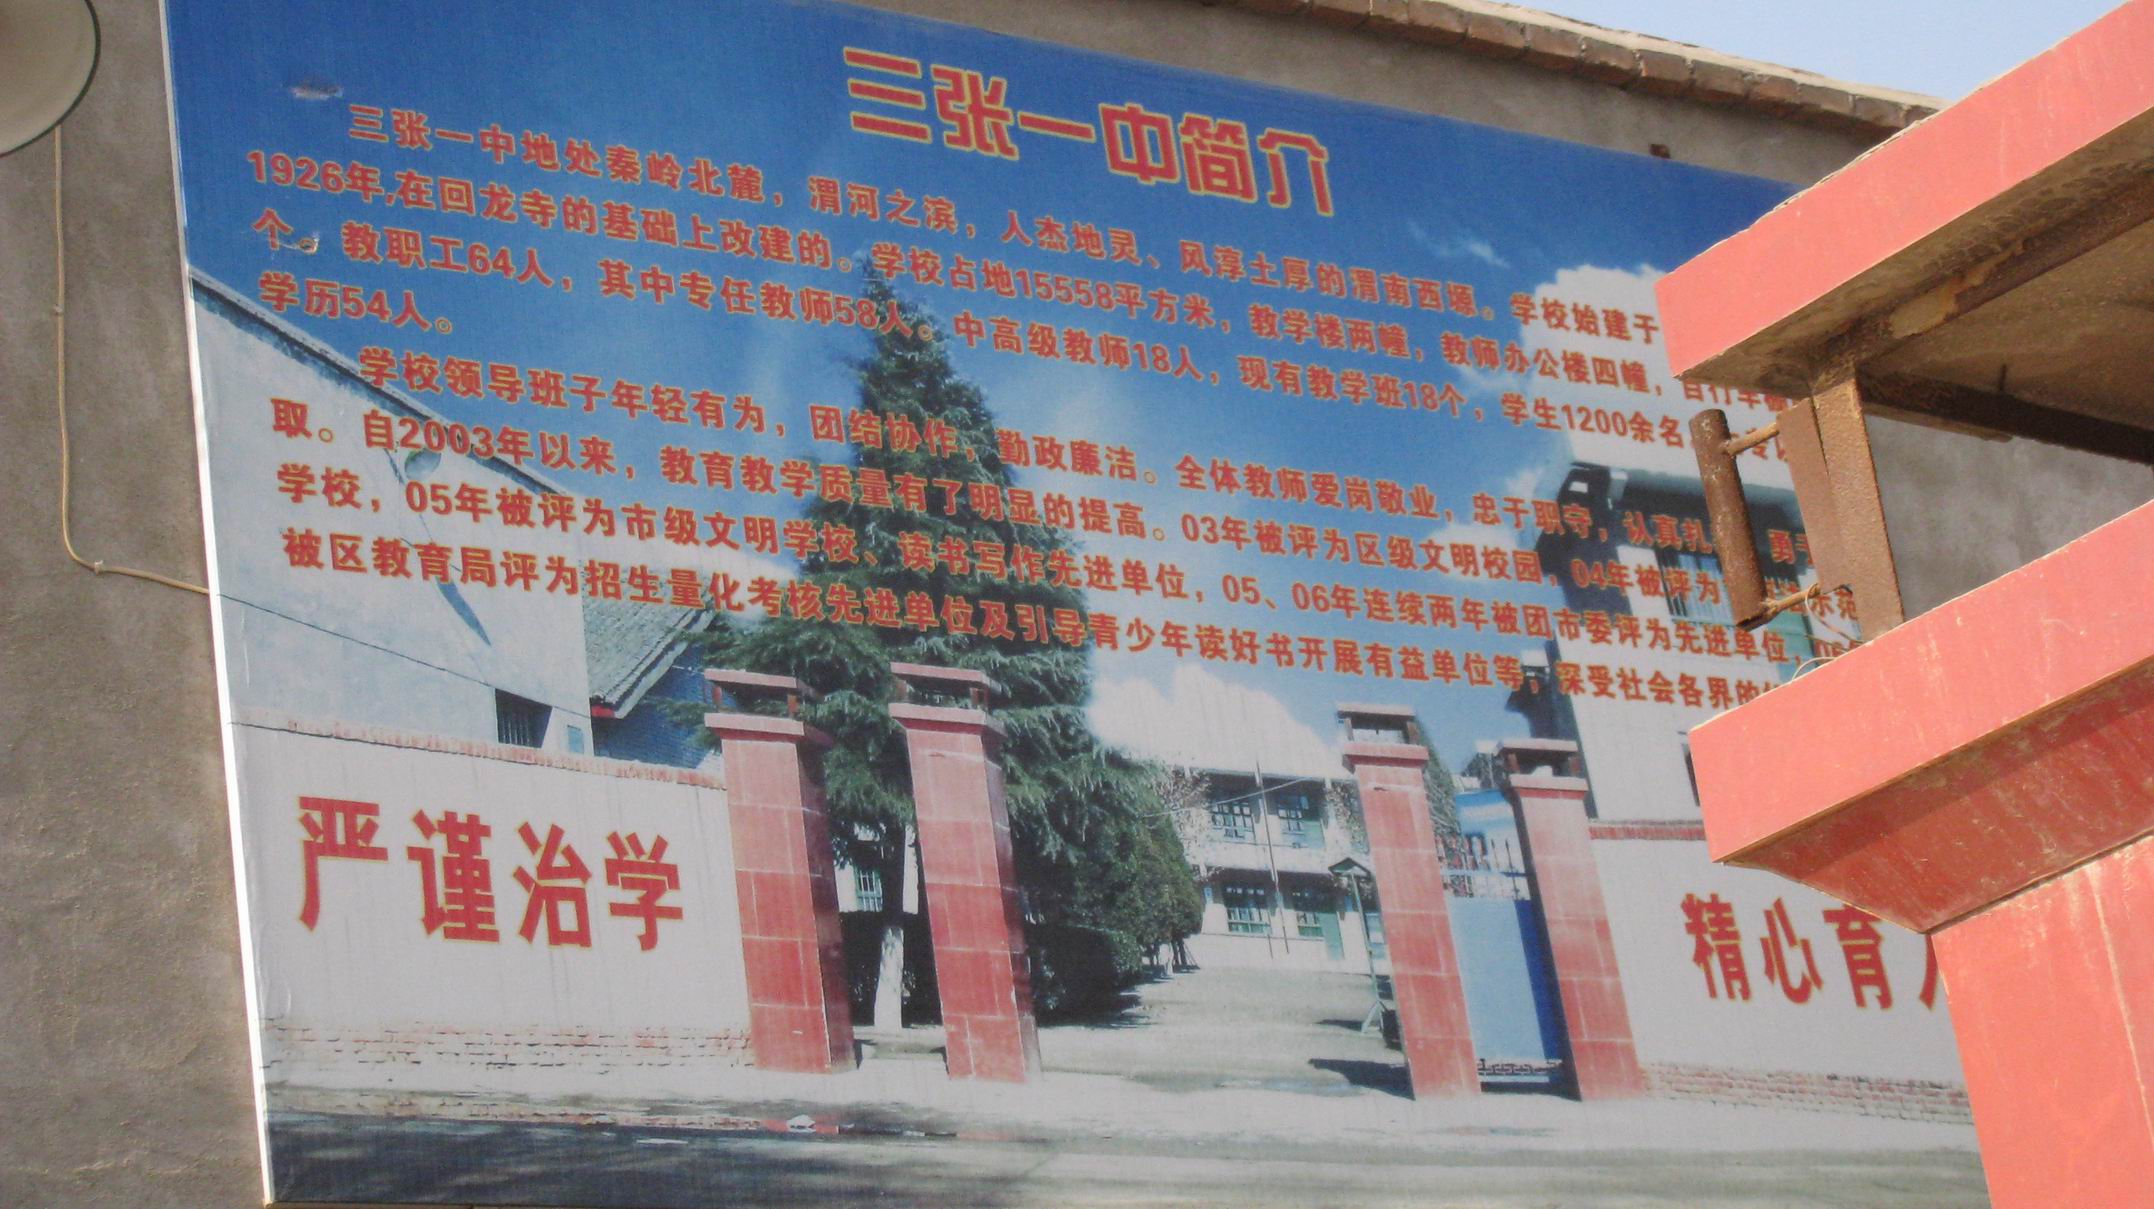 三张一中简介
三张一中地处秦岭北麓，渭河之滨，人杰地灵、风淳土厚的渭南西塬。学校始建于
1926年,在回龙寺的基础上改建的。学校占地15558平方米，教学楼两幢，教师办公楼四幢，自行车棚
个。教职工64人，其中专任教师58人。中高级教师18人，现有教学班18个，学生1200余名
学历54人。
学校领导班子年轻有为，团结协作，勤政廉洁。全体教师爱岗敬业，忠于职守，认真扎 勇于
取。自2003年以来，教育教学质量有了明显的提高。03年被评为区级文明校园，04年被评为 示范
学校，05年被评为市级文明学校、读书写作先进单位，05、06年连续两年被团市委评为先进单位，06
被区教育局评为招生量化考核先进单位及引导青少年读好书开展有益单位等，深受社会各界的
严谨治学
精心育人